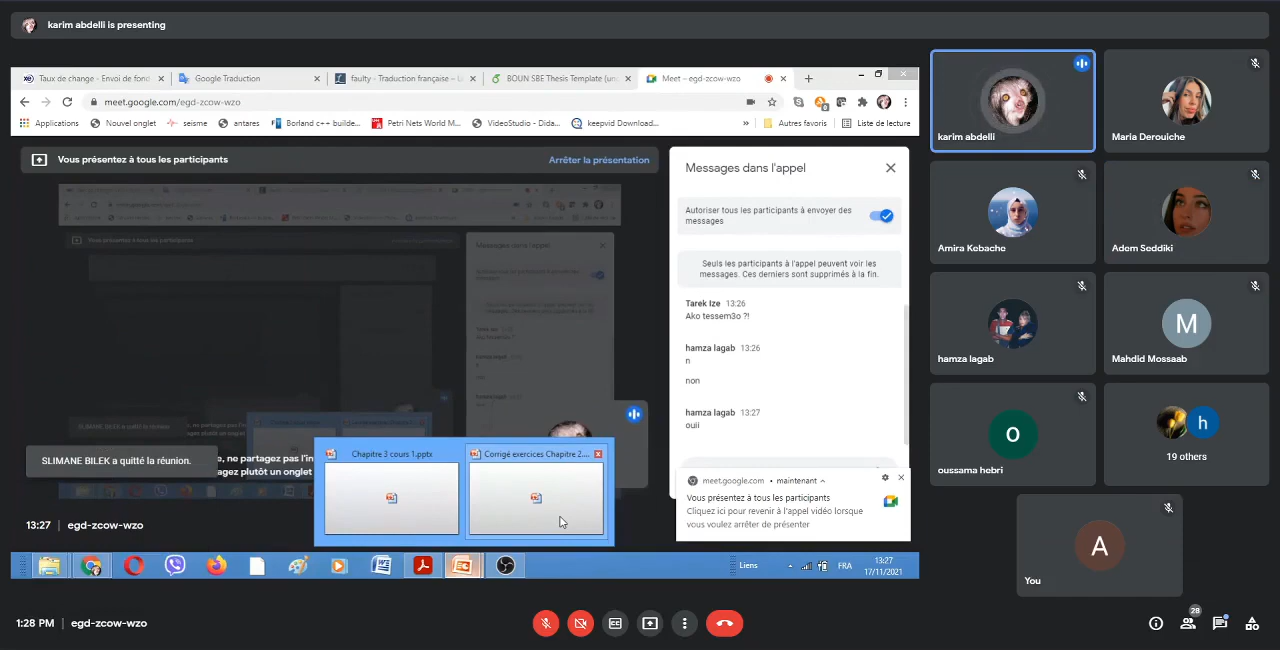 karim abdelli is presenting
Taux de change - Envoi de fond
Google Traduction
faulty - Traduction française – L
BOUN SBE Thesis Template (un
Meet – egd-zcow-wzo
meet.google.com/egd-zcow-wzo
Applications
Nouvel onglet
seisme
antares
Borland c++ builde...
Petri Nets World M...
VideoStudio - Dida...
keepvid Download...
»
Autres favoris
Liste de lecture
Vous présentez à tous les participants
Arrêter la présentation
Messages dans l'appel
Autoriser tous les participants à envoyer des
messages
Seuls les participants à l'appel peuvent voir les
messages. Ces derniers sont supprimés à la fin.
Tarek Ize 13:26
Ako tessem3o ?!
hamza lagab 13:26
n
non
hamza lagab 13:27
ouii
SLIMANE BILEK a quitté la réunion.
Chapitre 3 cours 1.pptx
Corrigé exercices Chapitre 2....
meet.google.com • maintenant
Vous présentez à tous les participants
Cliquez ici pour revenir à l'appel vidéo lorsque
vous voulez arrêter de présenter
13:27 | egd-zcow-wzo
Liens
FRA
13:27
17/11/2021
karim abdelli
Maria Derouiche
Amira Kebache
Adem Seddiki
hamza lagab
M
Mahdid Mossaab
O
oussama hebri
h
19 others
A
You
1:28 PM | egd-zcow-wzo
28